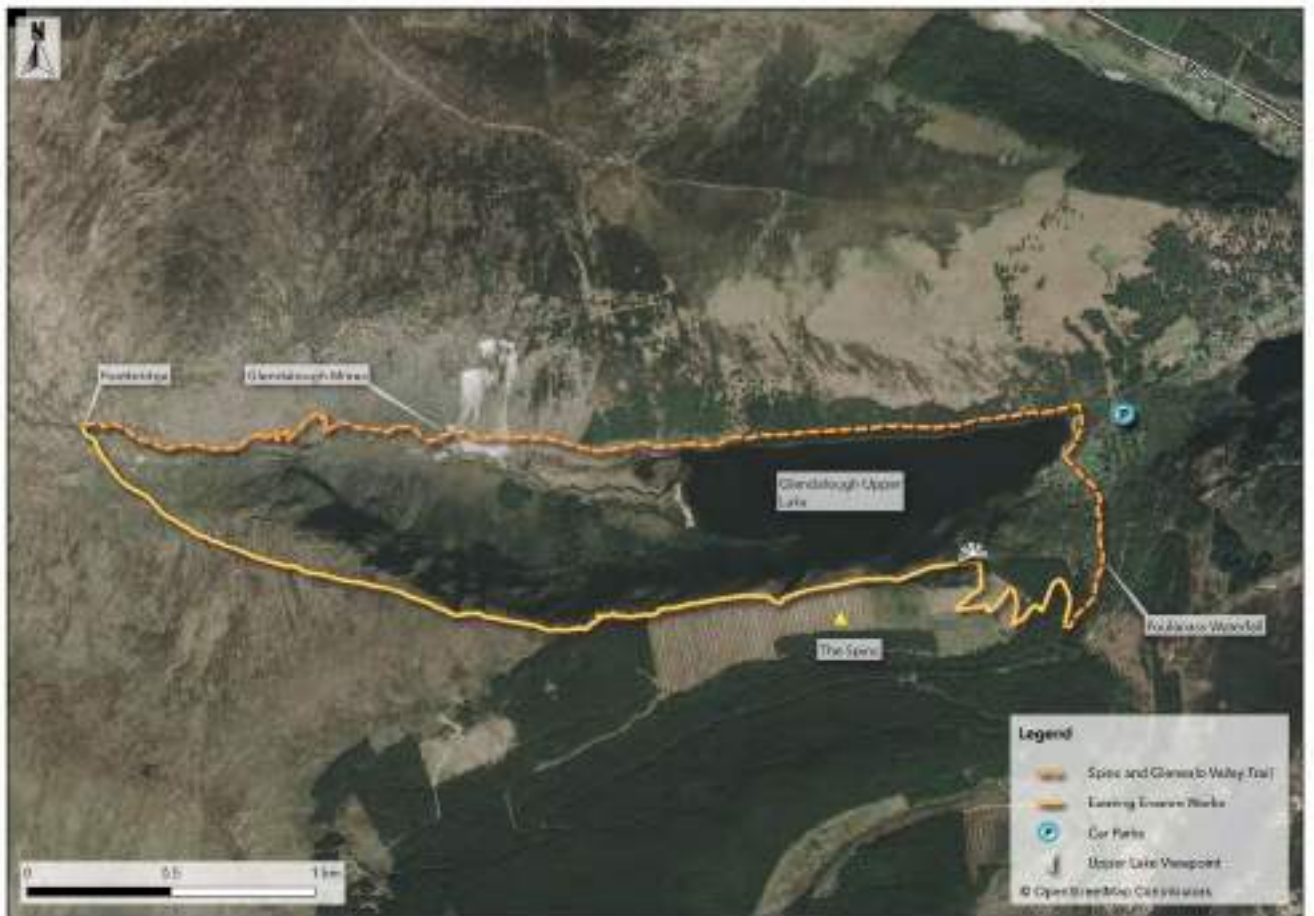 N
Footbridge
Glendalough Mines
P
Glendalough Upper
Lake
Poulanass Waterfall
The Spinc
Legend
Spinc and Glenealo Valley Trail
Existing Erosion Works
P
Car Parks
Upper Lake Viewpoint
© OpenStreetMap Contributors
0
0.5
1 km